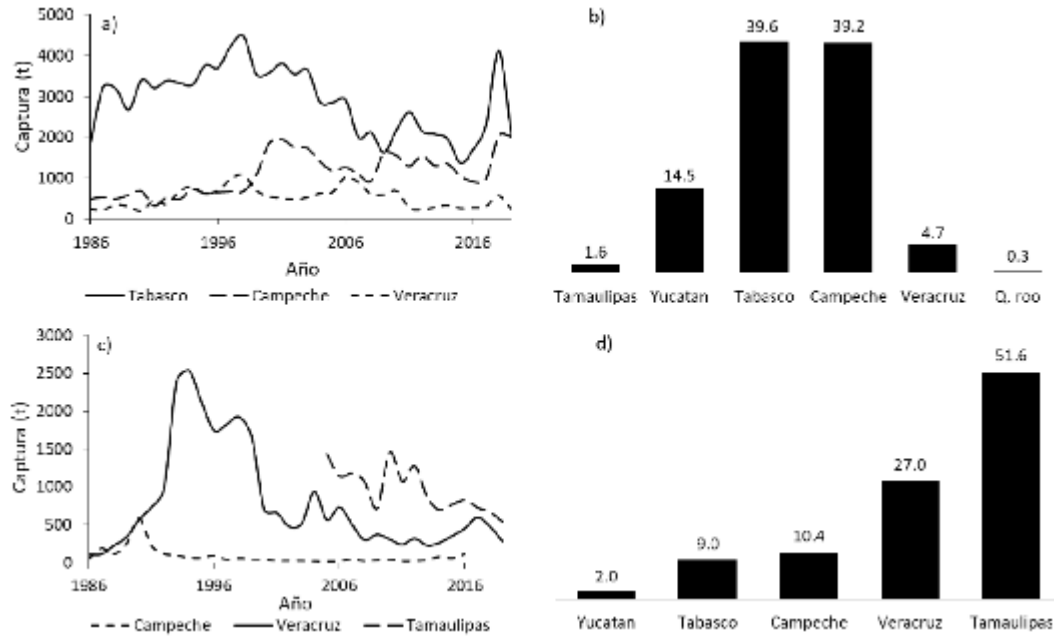 a)
5000
4000
3000
2000
1000
0
Captura (t)
1986 1996 2006 2016
Año
Tabasco Campeche Veracruz
b)
1.6 14.5 39.6 39.2 4.7 0.3
Tamaulipas Yucatan Tabasco Campeche Veracruz Q. roo
c)
3000
2500
2000
1500
1000
500
0
Captura (t)
1986 1996 2006 2016
Año
Campeche Veracruz Tamaulipas
d)
2.0 9.0 10.4 27.0 51.6
Yucatan Tabasco Campeche Veracruz Tamaulipas